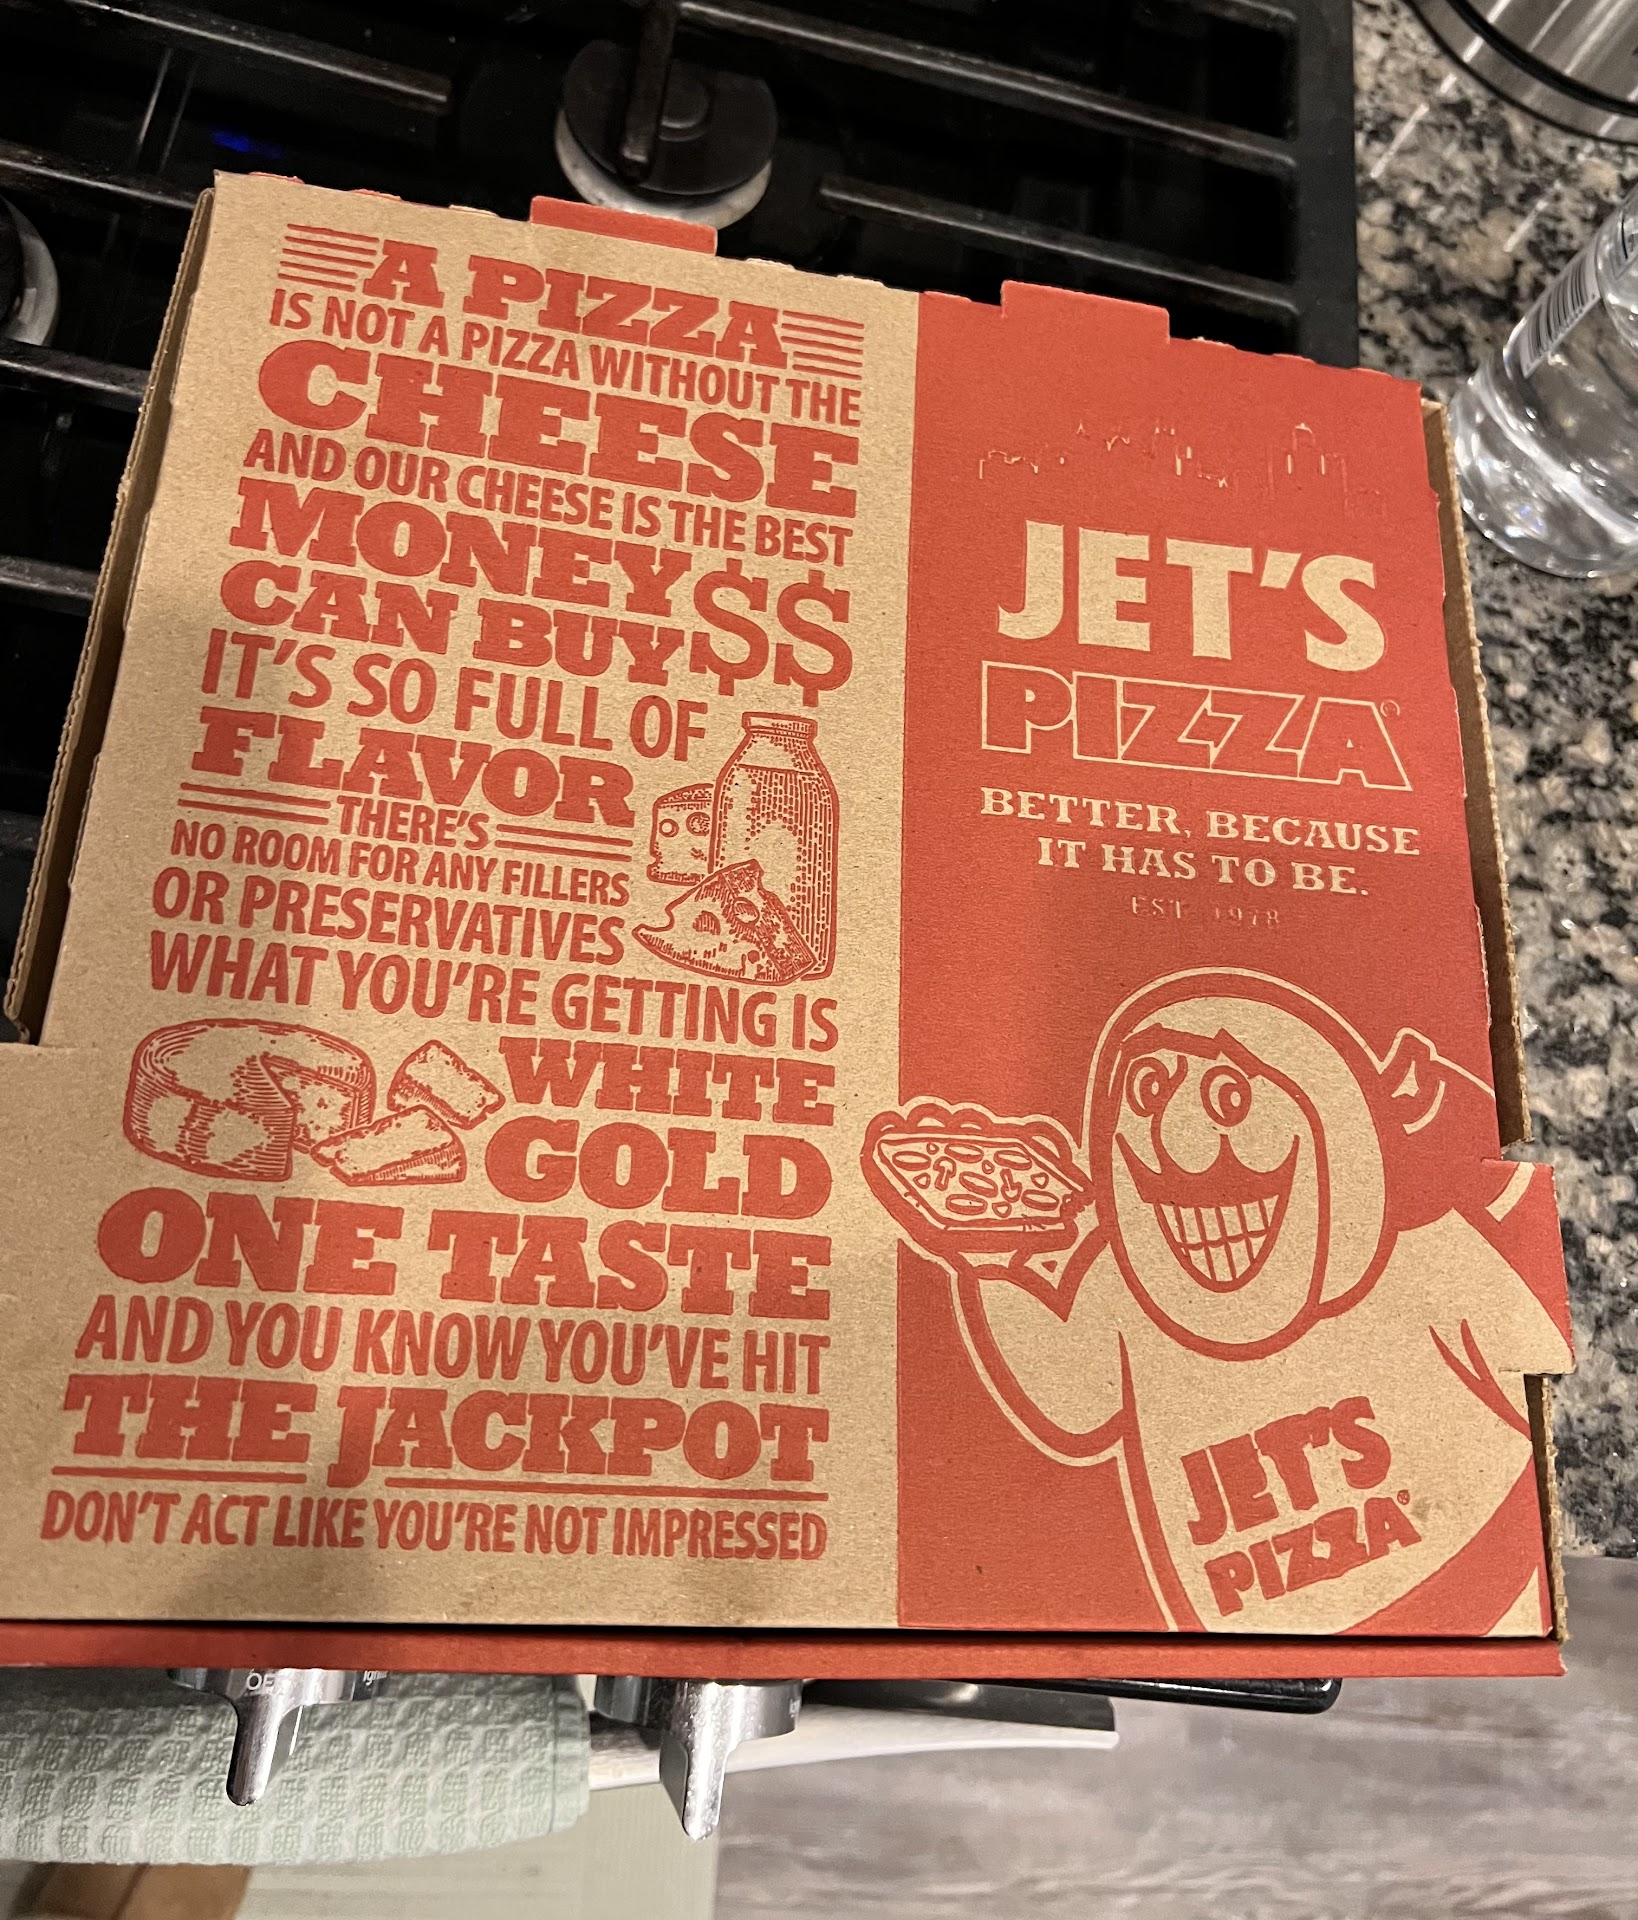 A PIZZA
IS NOT A PIZZA WITHOUT THE
CHEESE
AND OUR CHEESE IS THE BEST
MONEY $$
CAN BUY
IT'S SO FULL OF
FLAVOR
THERE'S
NO ROOM FOR ANY FILLERS
OR PRESERVATIVES
WHAT YOU'RE GETTING IS
WHITE
GOLD
ONE TASTE
AND YOU KNOW YOU'VE HIT
THE JACKPOT
DON'T ACT LIKE YOU'RE NOT IMPRESSED
JET'S
PIZZA®
BETTER, BECAUSE
IT HAS TO BE.
EST 1978
JET'S
PIZZA®